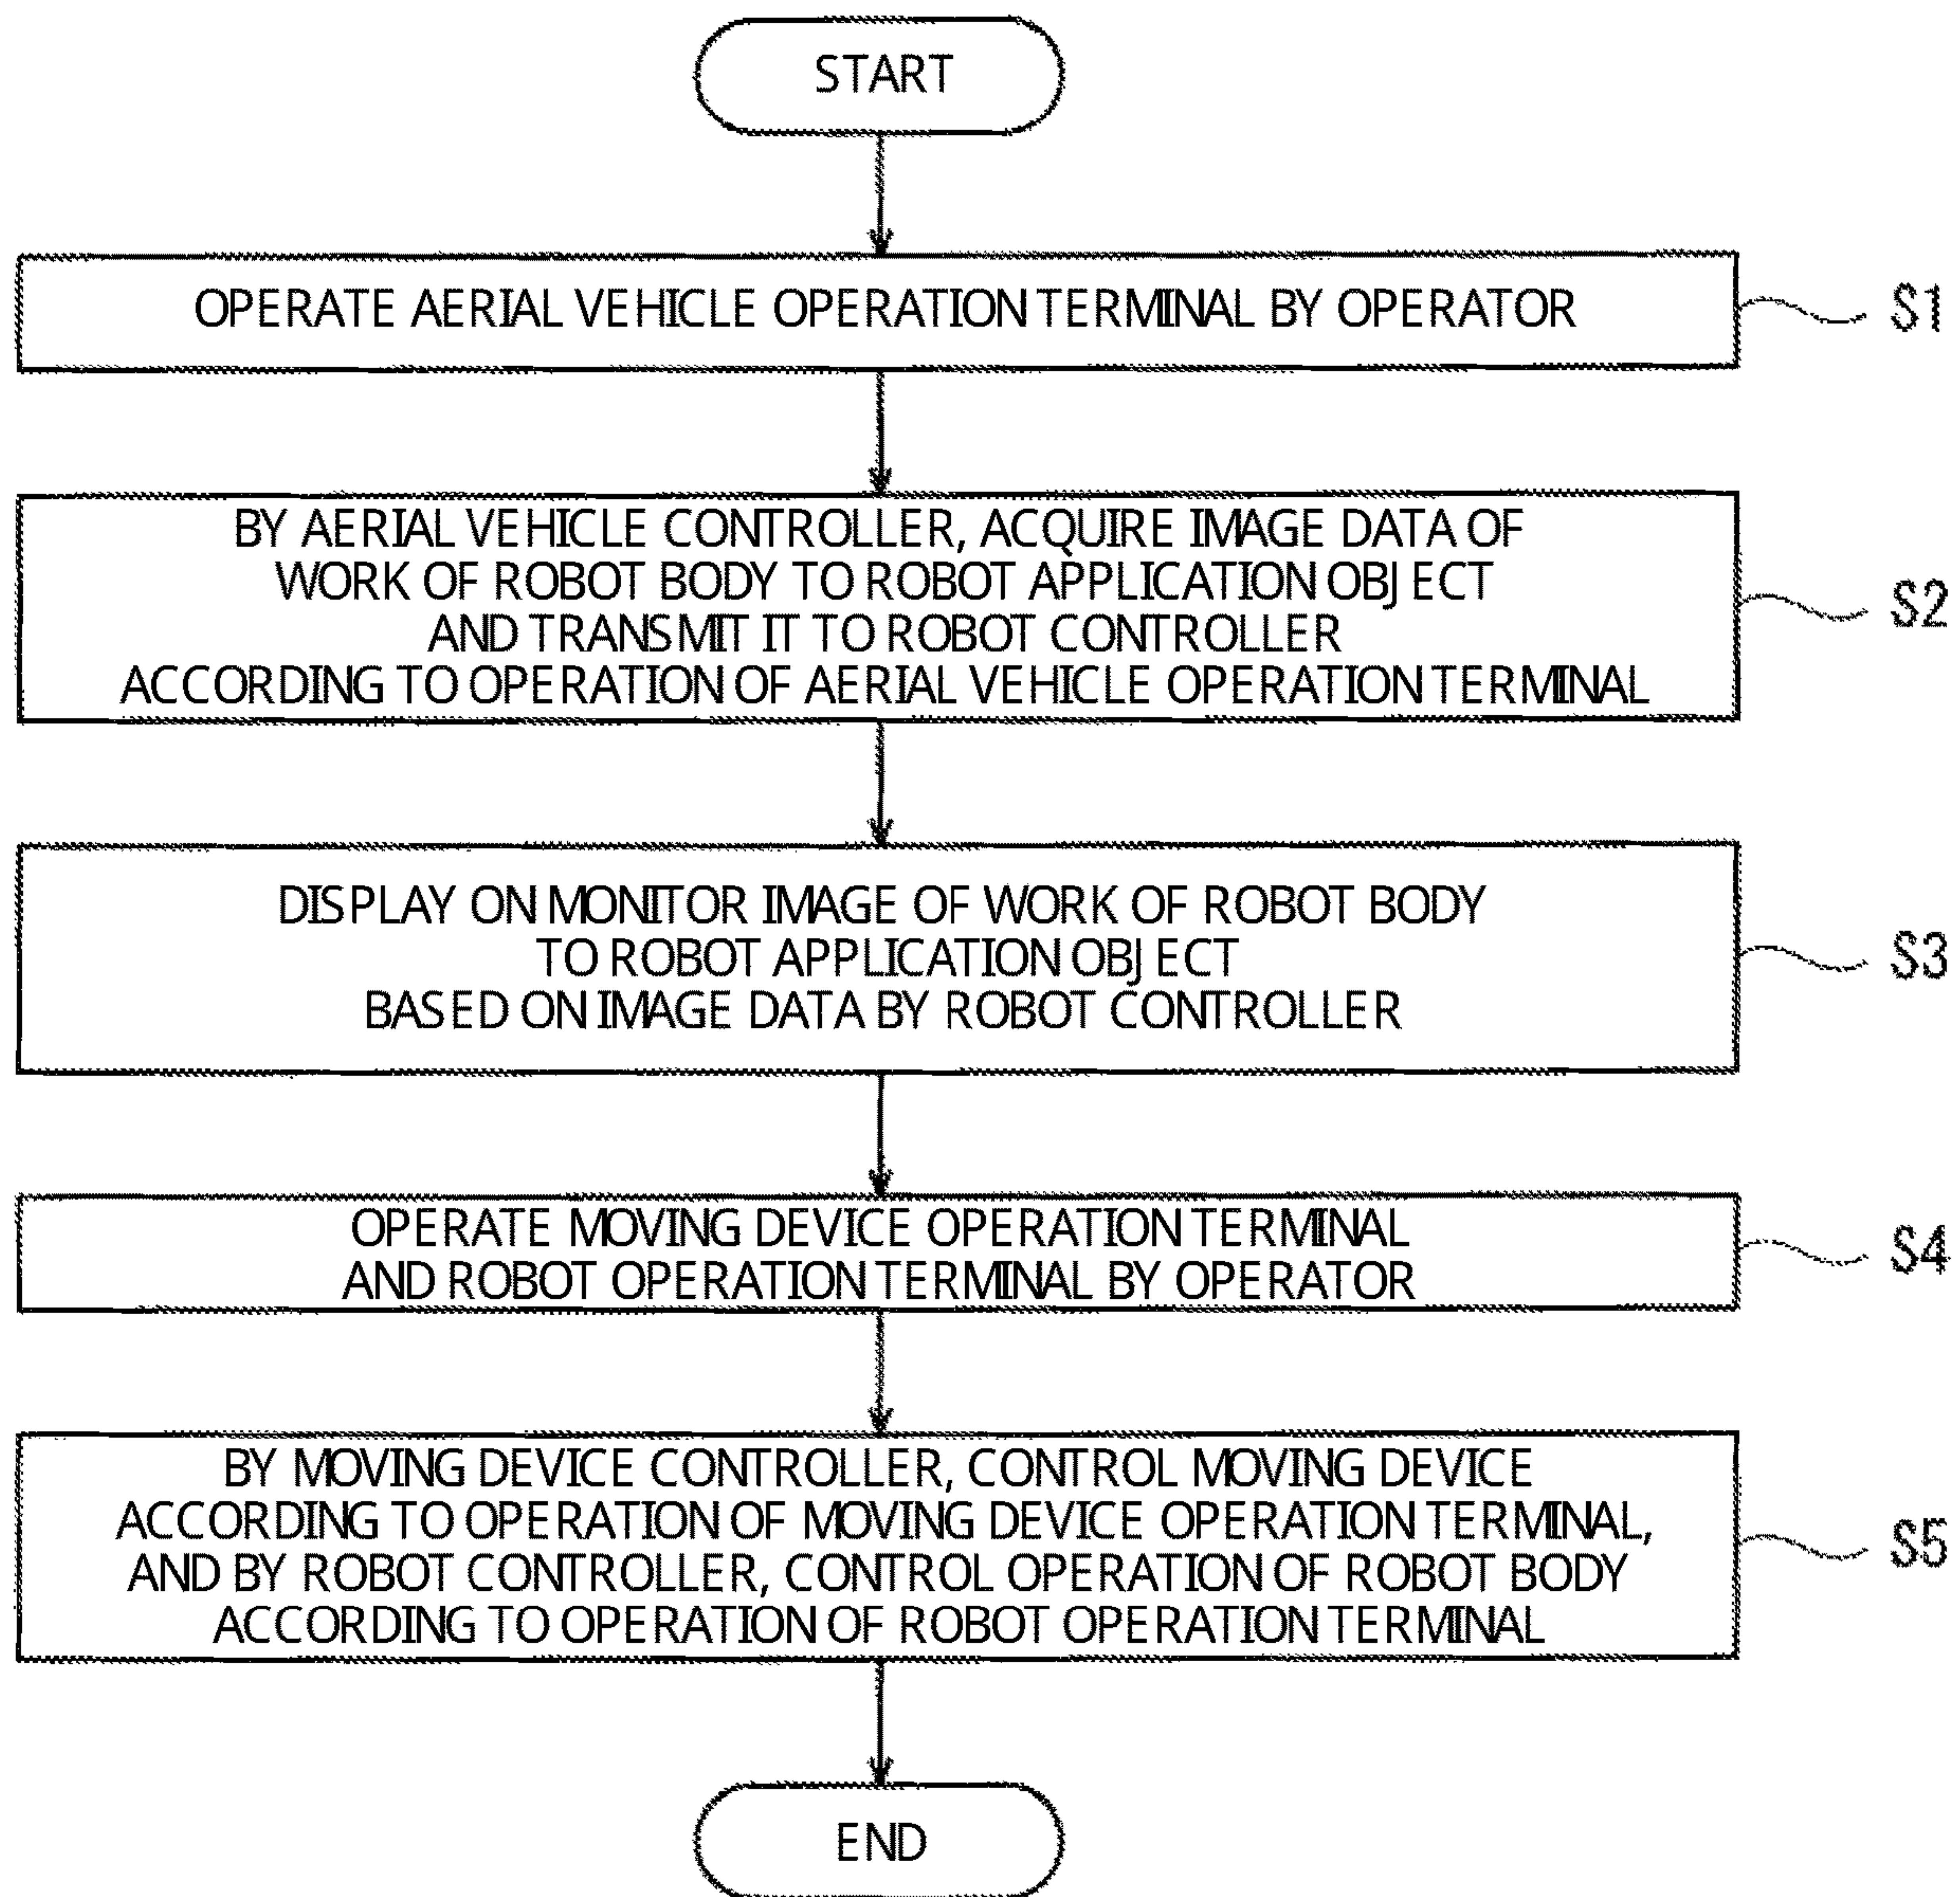 START
OPERATE AERIAL VEHICLE OPERATION TERMINAL BY OPERATOR
S1
BY AERIAL VEHICLE CONTROLLER, ACQUIRE IMAGE DATA OF
WORK OF ROBOT BODY TO ROBOT APPLICATION OBJECT
AND TRANSMIT IT TO ROBOT CONTROLLER
ACCORDING TO OPERATION OF AERIAL VEHICLE OPERATION TERMINAL
S2
DISPLAY ON MONITOR IMAGE OF WORK OF ROBOT BODY
TO ROBOT APPLICATION OBJECT
BASED ON IMAGE DATA BY ROBOT CONTROLLER
S3
OPERATE MOVING DEVICE OPERATION TERMINAL
AND ROBOT OPERATION TERMINAL BY OPERATOR
S4
BY MOVING DEVICE CONTROLLER, CONTROL MOVING DEVICE
ACCORDING TO OPERATION OF MOVING DEVICE OPERATION TERMINAL,
AND BY ROBOT CONTROLLER, CONTROL OPERATION OF ROBOT BODY
ACCORDING TO OPERATION OF ROBOT OPERATION TERMINAL
S5
END